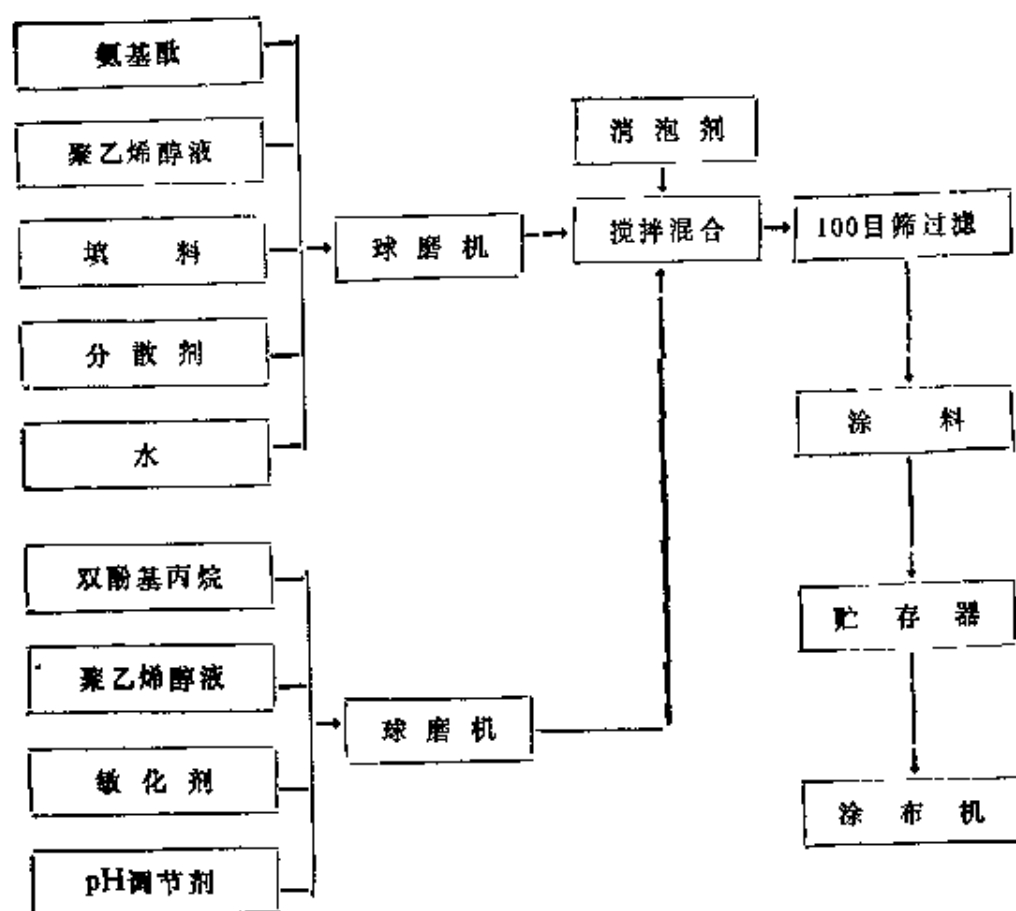 氨基酞
聚乙烯醇液
填料
分散剂
水
球磨机
消泡剂
搅拌混合
100目筛过滤
涂料
贮存器
涂布机
双酚基丙烷
聚乙烯醇液
敏化剂
pH调节剂
球磨机